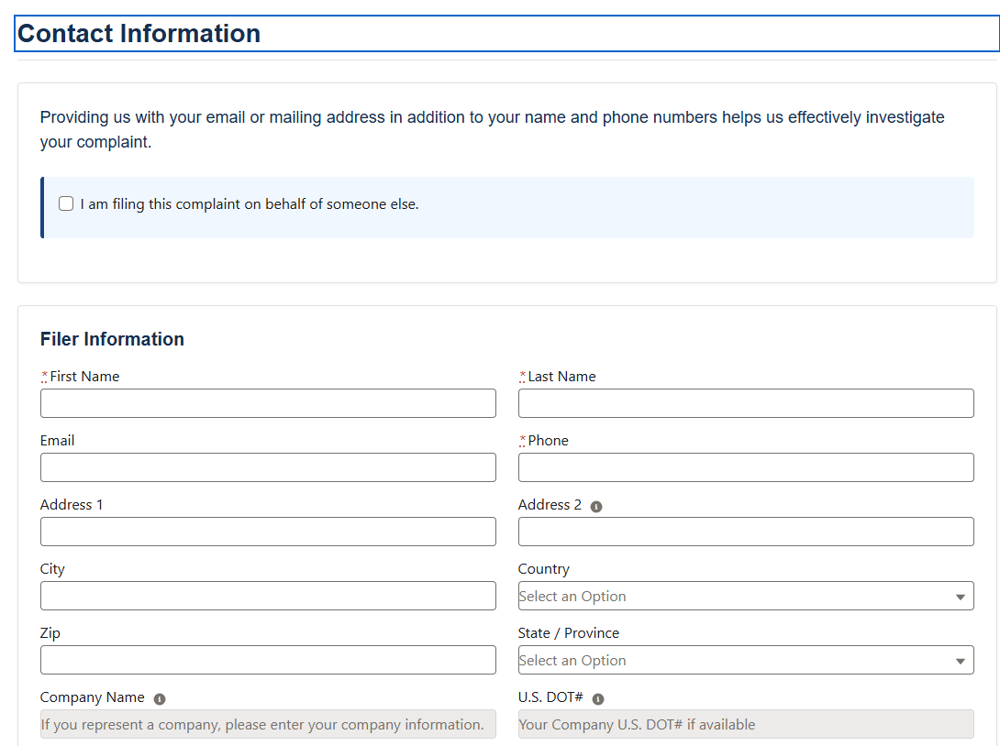 Contact Information
Providing us with your email or mailing address in addition to your name and phone numbers helps us effectively investigate
your complaint.
I am filing this complaint on behalf of someone else.
Filer Information
*First Name
*Last Name
Email
*Phone
Address 1
Address 2
City
Country
Select an Option
Zip
State / Province
Select an Option
Company Name
U.S. DOT#
If you represent a company, please enter your company information.
Your Company U.S. DOT# if available